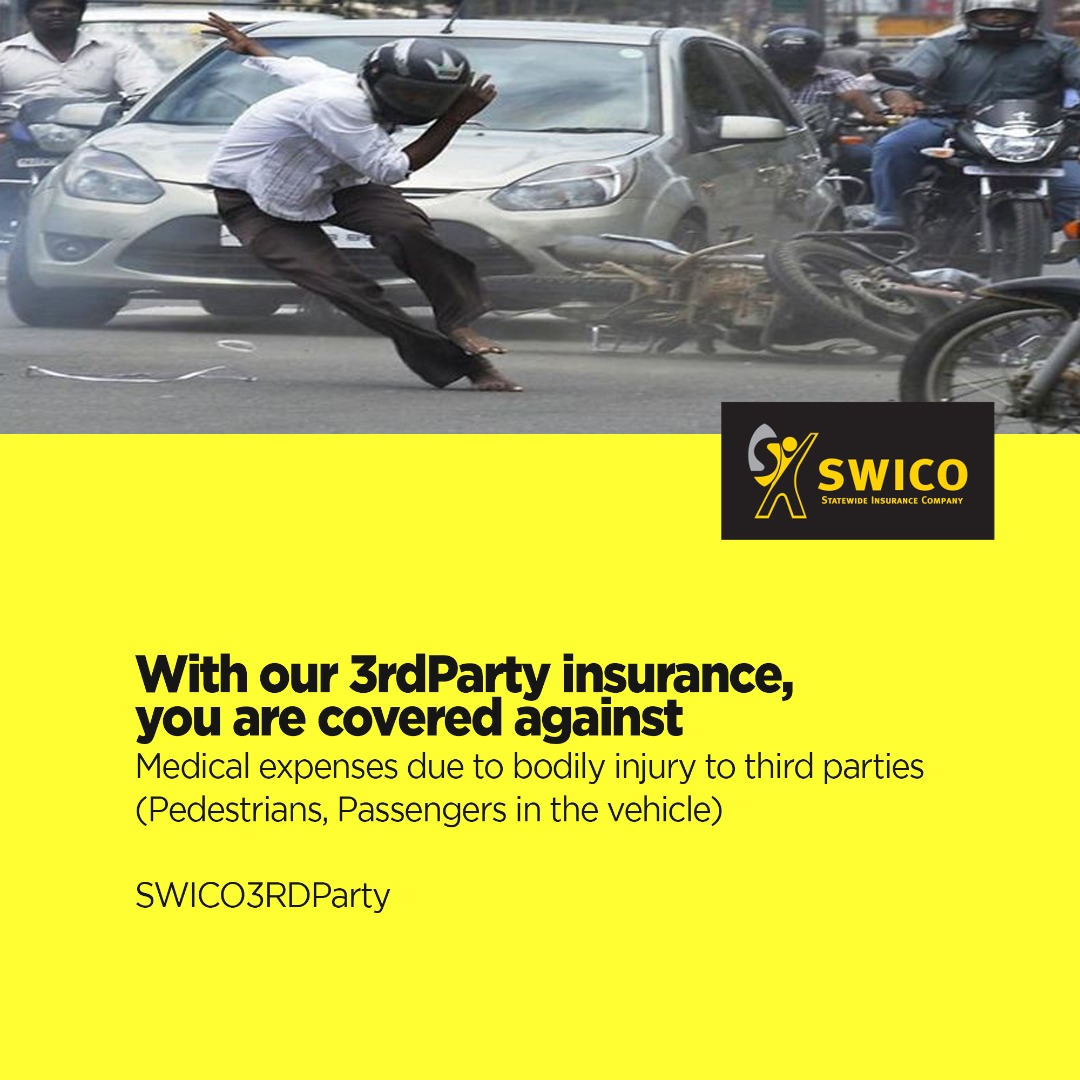 SWICO
STATEWIDE INSURANCE COMPANY
With our 3rdParty insurance,
you are covered against
Medical expenses due to bodily injury to third parties
(Pedestrians, Passengers in the vehicle)
SWICO3RDParty